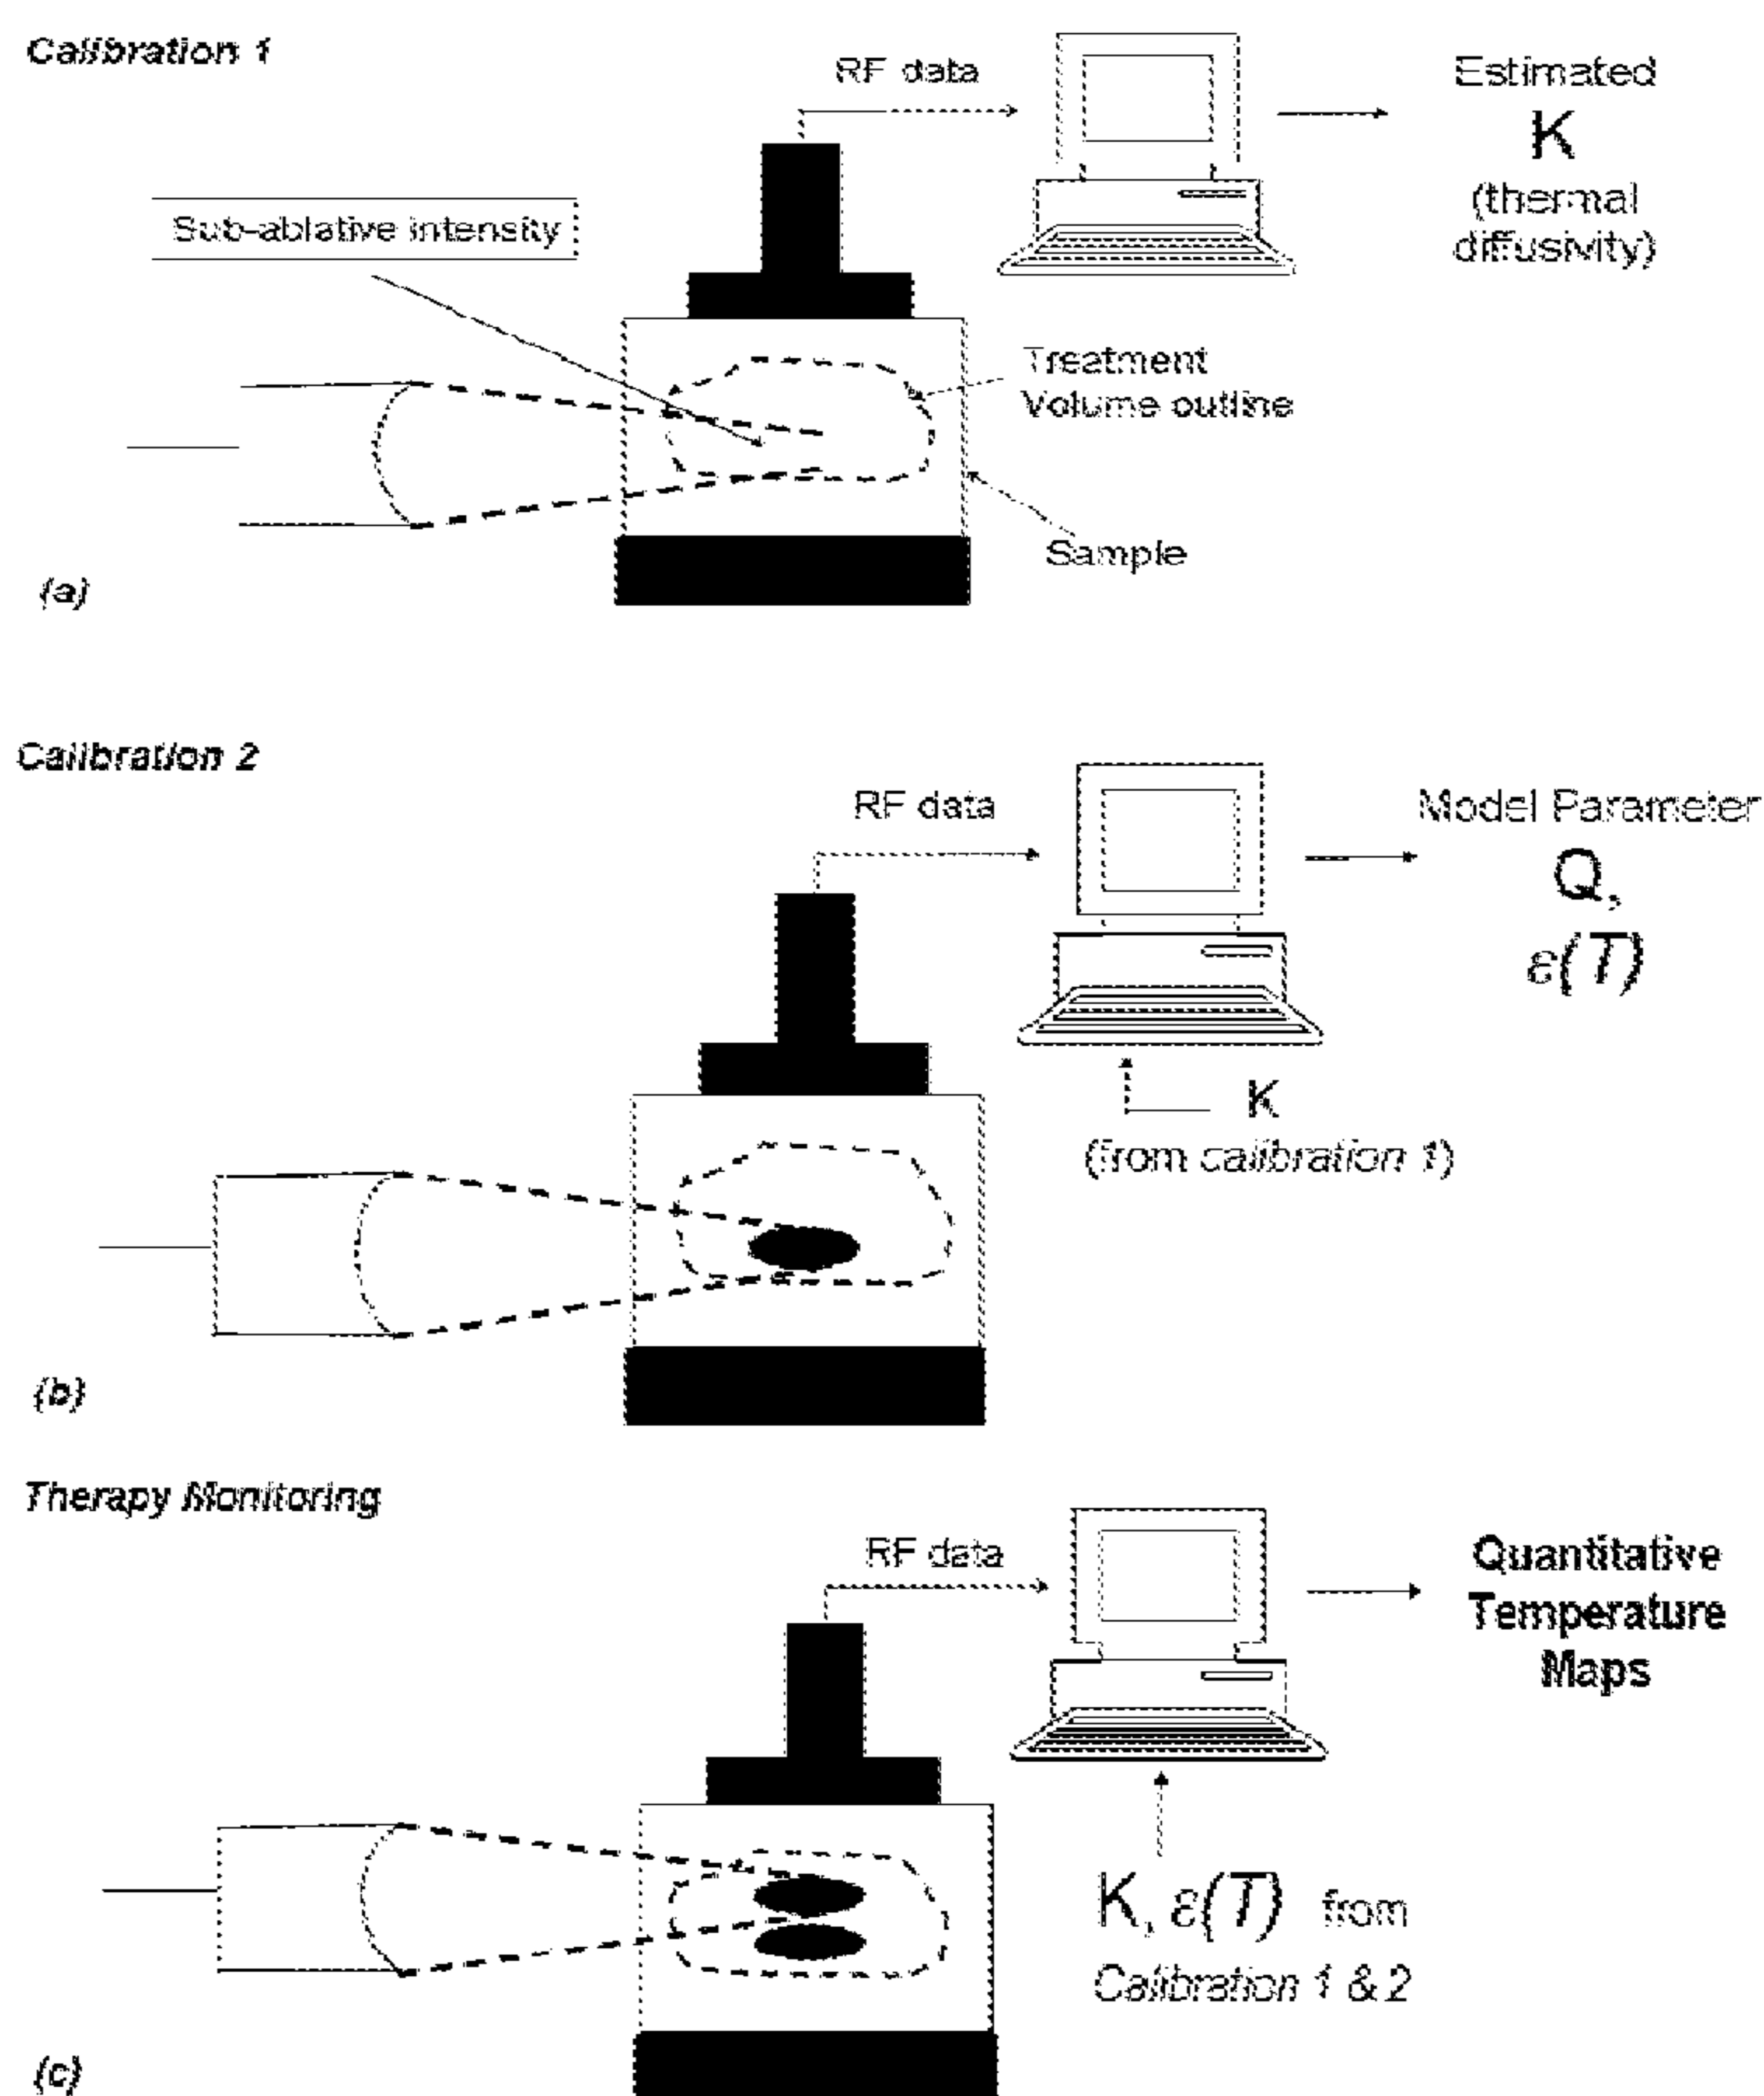 Calibration 1
RF data
Estimated
K
(thermal
diffusivity)
Sub-ablative intensity
Treatment
Volume outline
Sample
(a)
Calibration 2
RF data
Model Parameter
Q,
ε(T)
K
(from calibration 1)
(b)
Therapy Monitoring
RF data
Quantitative
Temperature
Maps
K, ε(T) from
Calibration 1 & 2
(c)